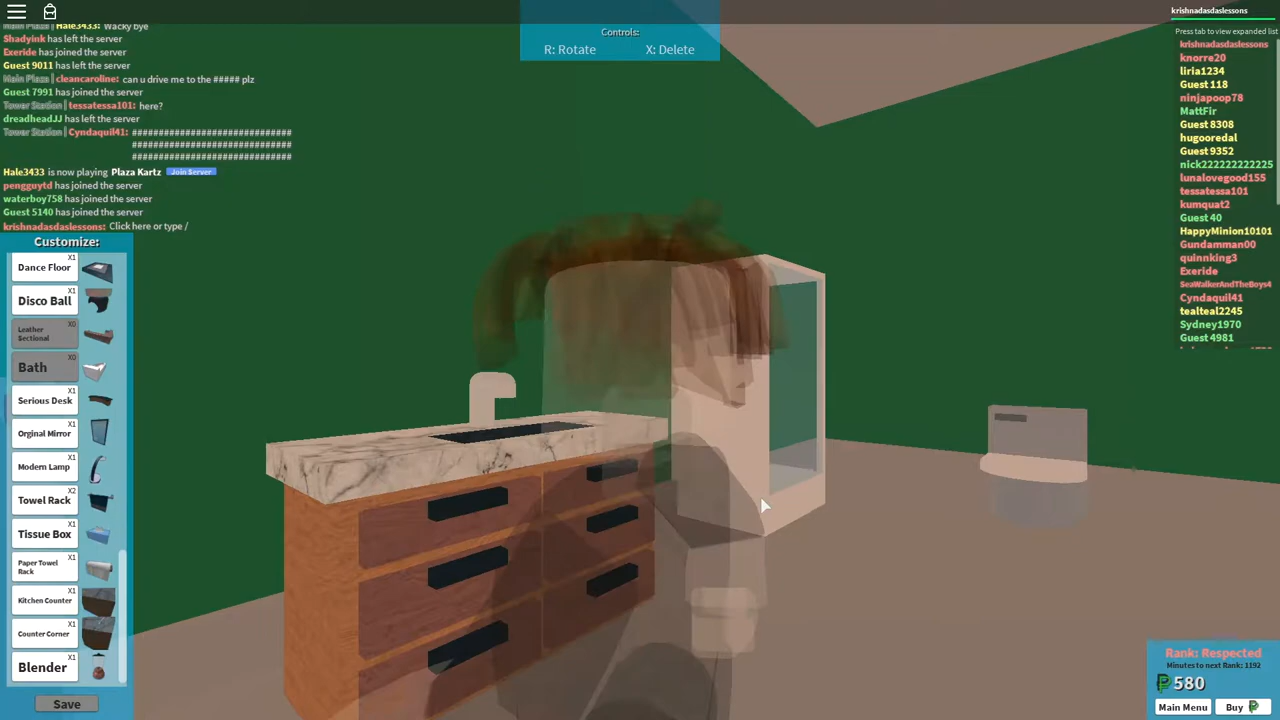 Main Plaza | Hale3433: Wacky bye
Shadyink has left the server
Exeride has joined the server
Guest 9011 has left the server
Main Plaza | cleancaroline: can u drive me to the ##### plz
Guest 7991 has joined the server
Tower Station | tessatessa101: here?
dreadheadJJ has left the server
Tower Station | Cyndaquil41: ##############################
##############################
##############################
Hale3433 is now playing Plaza Kartz Join Server
pengguytd has joined the server
waterboy758 has joined the server
Guest 5140 has joined the server
krishnadasdaslessons: Click here or type /
Customize:
X1
Dance Floor
X1
Disco Ball
X0
Leather
Sectional
X0
Bath
X1
Serious Desk
X1
Orginal Mirror
X1
Modern Lamp
X2
Towel Rack
X1
Tissue Box
X1
Paper Towel
Rack
X1
Kitchen Counter
X1
Counter Corner
X1
Blender
Save
Controls:
R: Rotate X: Delete
krishnadasdaslessons
Press tab to view expanded list
krishnadasdaslessons
knorre20
liria1234
Guest 118
ninjapoop78
MattFir
Guest 8308
hugooredal
Guest 9352
nick222222222225
lunalovegood155
tessatessa101
kumquat2
Guest 40
HappyMinion10101
Gundamman00
quinnking3
Exeride
SeaWalkerAndTheBoys4
Cyndaquil41
tealteal2245
Sydney1970
Guest 4981
Rank: Respected
Minutes to next Rank: 1192
580
Main Menu Buy